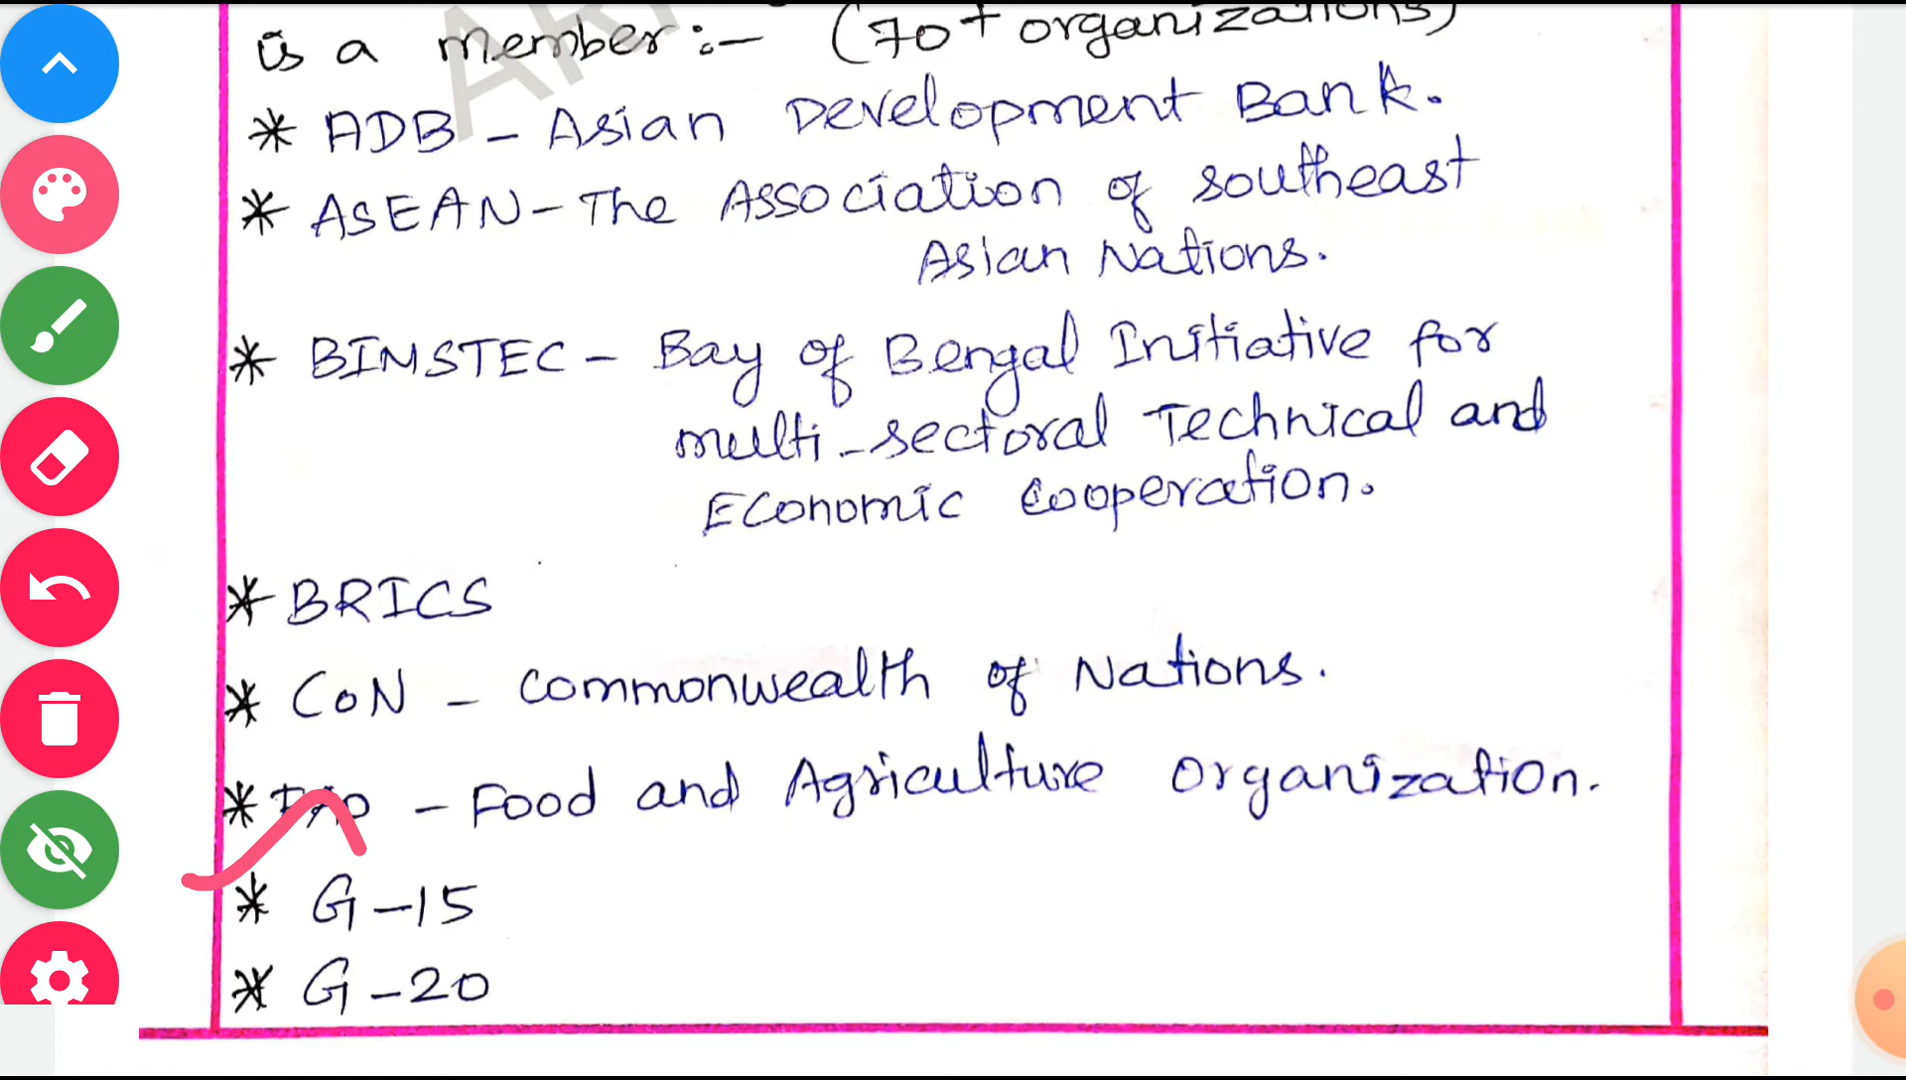 is a member :- (70+ organizations)
* ADB - Asian Development Bank.
* ASEAN - The Association of Southeast
Asian Nations.
* BIMSTEC - Bay of Bengal Initiative for
multi-sectoral Technical and
Economic Cooperation.
* BRICS
* CoN - Commonwealth of Nations.
* FAO - Food and Agriculture Organization.
* G-15
* G-20